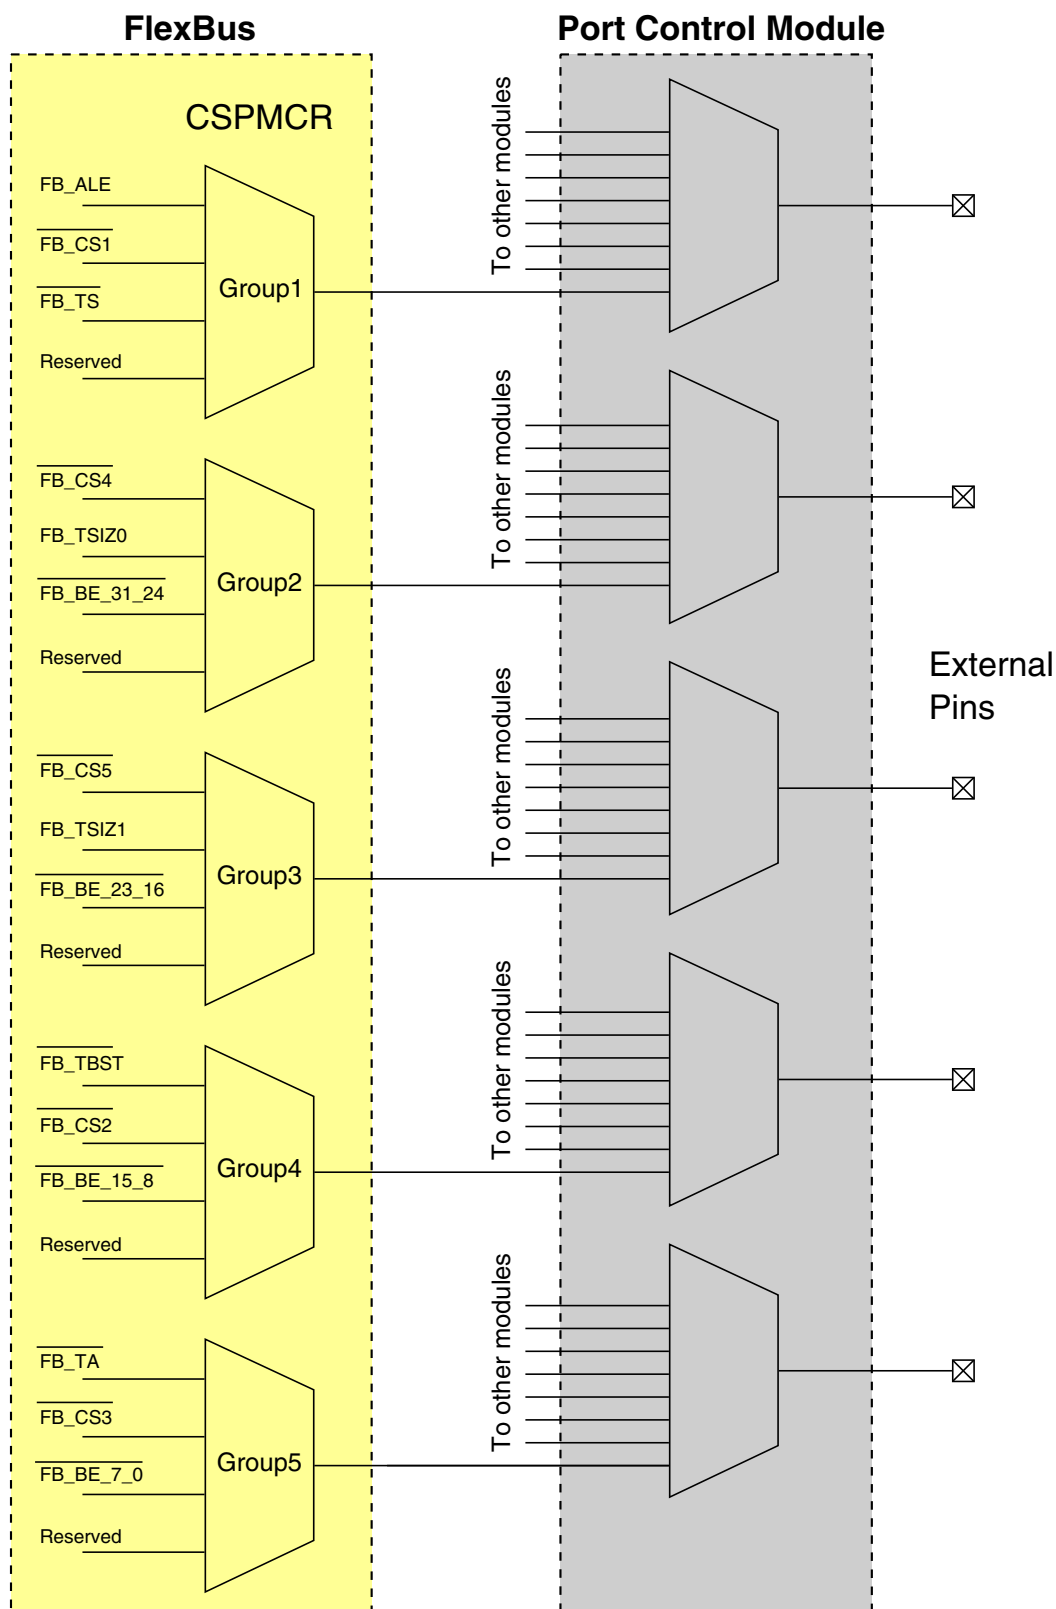 FlexBus
Port Control Module
CSPMCR
FB_ALE
FB_CS1
FB_TS
Reserved
Group1
To other modules
FB_CS4
FB_TSIZ0
FB_BE_31_24
Reserved
Group2
To other modules
External
Pins
FB_CS5
FB_TSIZ1
FB_BE_23_16
Reserved
Group3
To other modules
FB_TBST
FB_CS2
FB_BE_15_8
Reserved
Group4
To other modules
FB_TA
FB_CS3
FB_BE_7_0
Reserved
Group5
To other modules